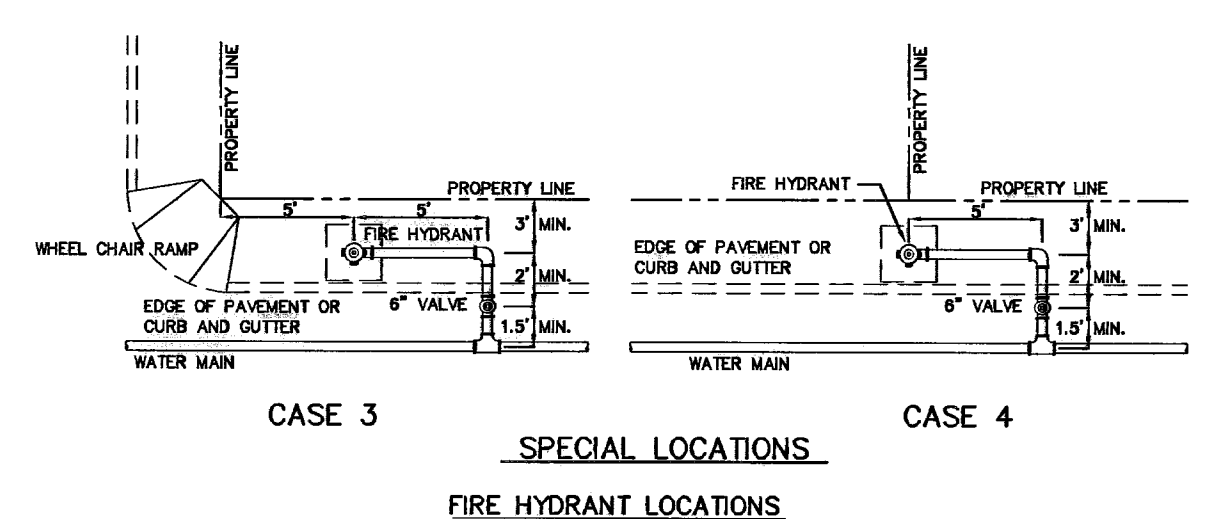 PROPERTY LINE
PROPERTY LINE
5'
5'
3' MIN.
FIRE HYDRANT
WHEEL CHAIR RAMP
2' MIN.
EDGE OF PAVEMENT OR
CURB AND GUTTER
6" VALVE
1.5' MIN.
WATER MAIN
CASE 3
PROPERTY LINE
FIRE HYDRANT
PROPERTY LINE
5'
3' MIN.
EDGE OF PAVEMENT OR
CURB AND GUTTER
2' MIN.
6" VALVE
1.5' MIN.
WATER MAIN
CASE 4
SPECIAL LOCATIONS
FIRE HYDRANT LOCATIONS